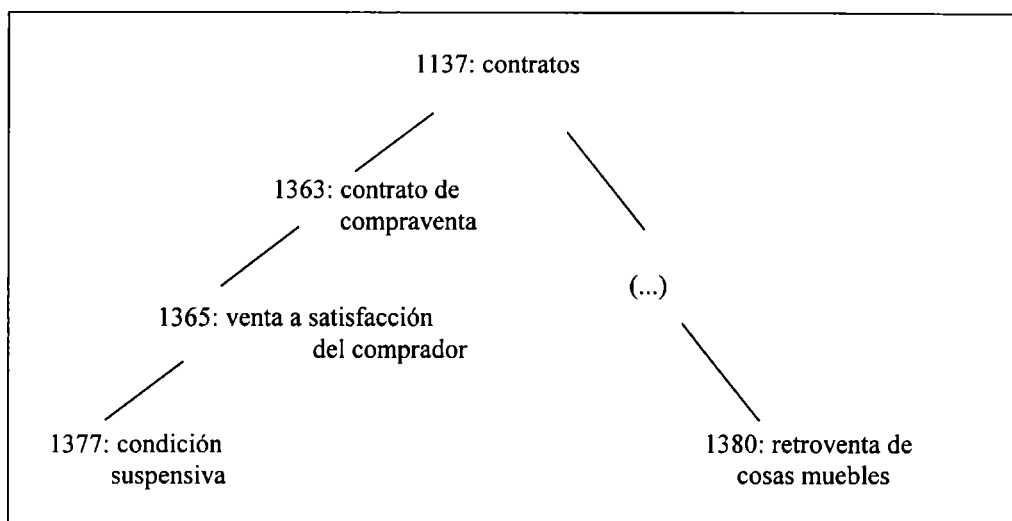 1137: contratos
1363: contrato de
compraventa
(...)
1365: venta a satisfacción
del comprador
1377: condición
suspensiva
1380: retroventa de
cosas muebles